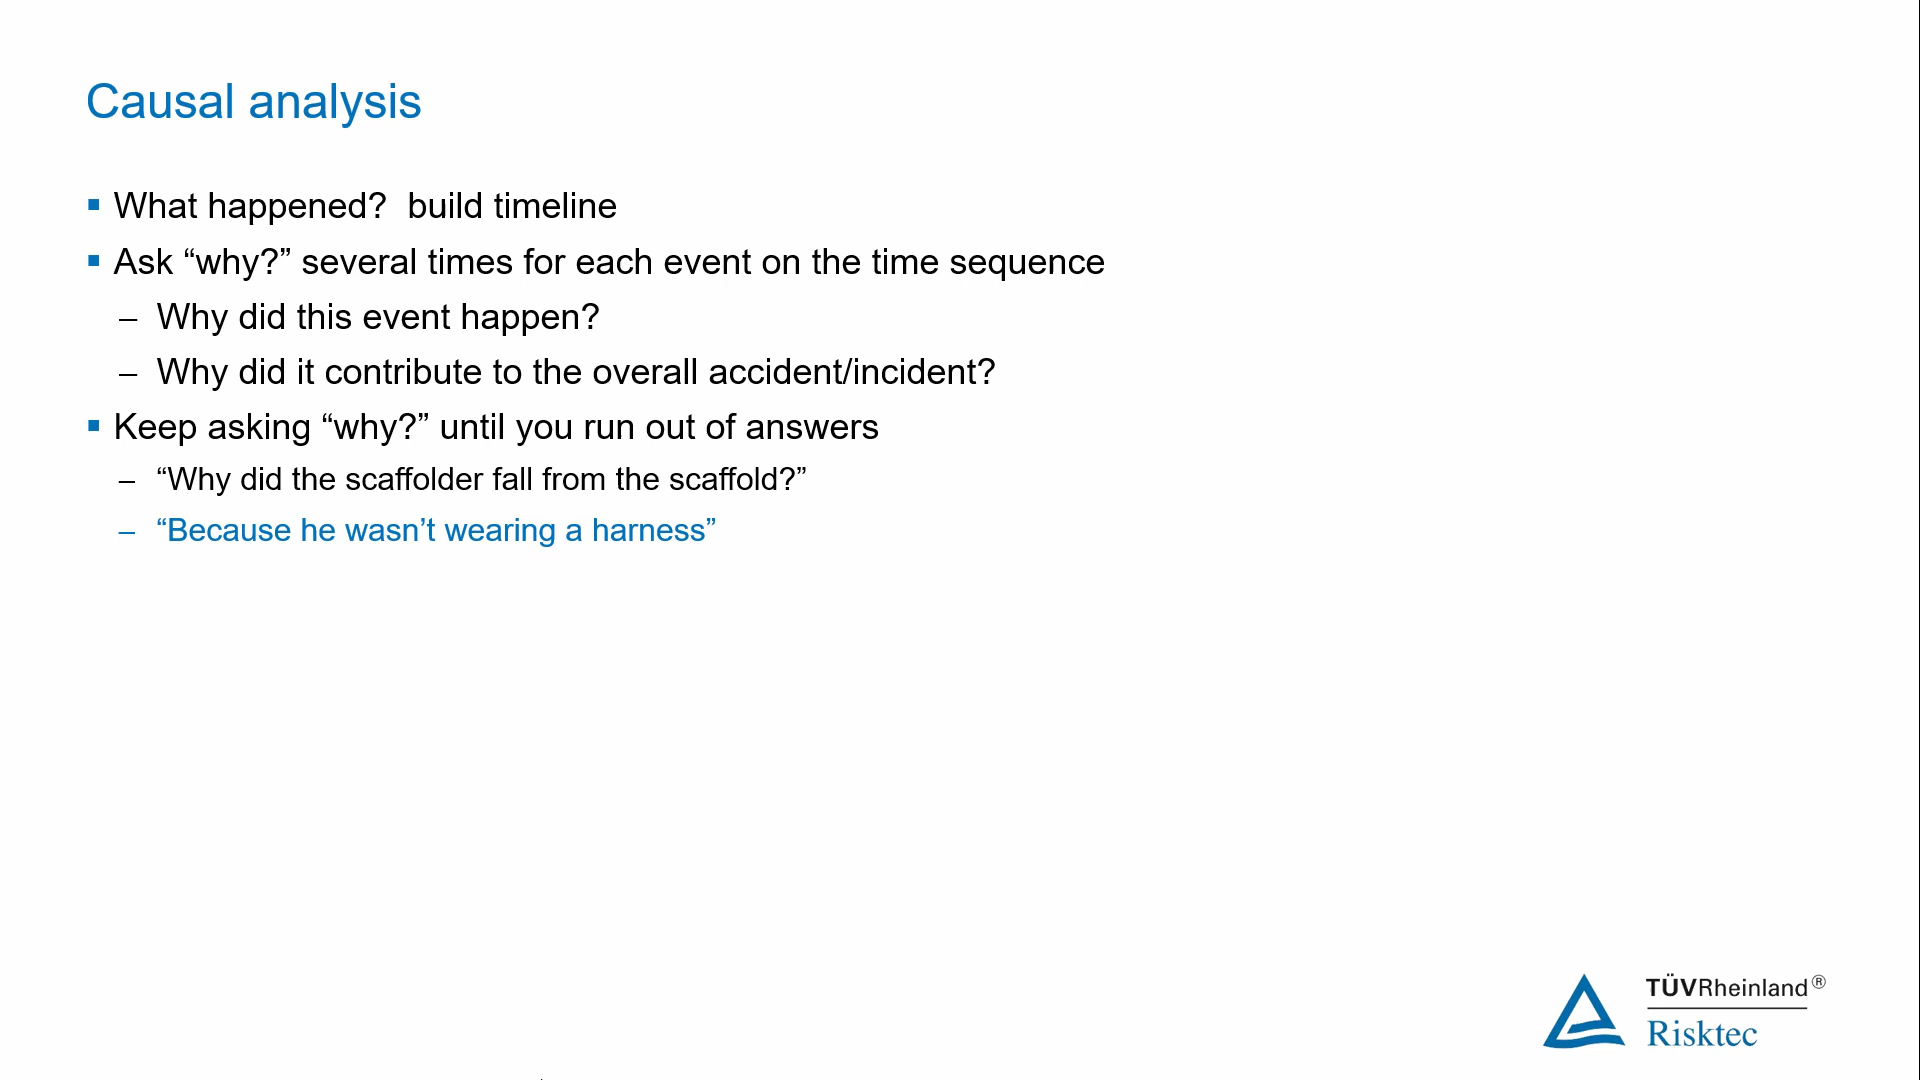 Causal analysis
▪ What happened?  build timeline
▪ Ask “why?” several times for each event on the time sequence
– Why did this event happen?
– Why did it contribute to the overall accident/incident?
▪ Keep asking “why?” until you run out of answers
– “Why did the scaffolder fall from the scaffold?”
– “Because he wasn’t wearing a harness”
TÜVRheinland®
Risktec